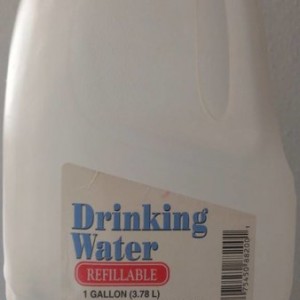 Drinking
Water
REFILLABLE
1 GALLON (3.78 L)